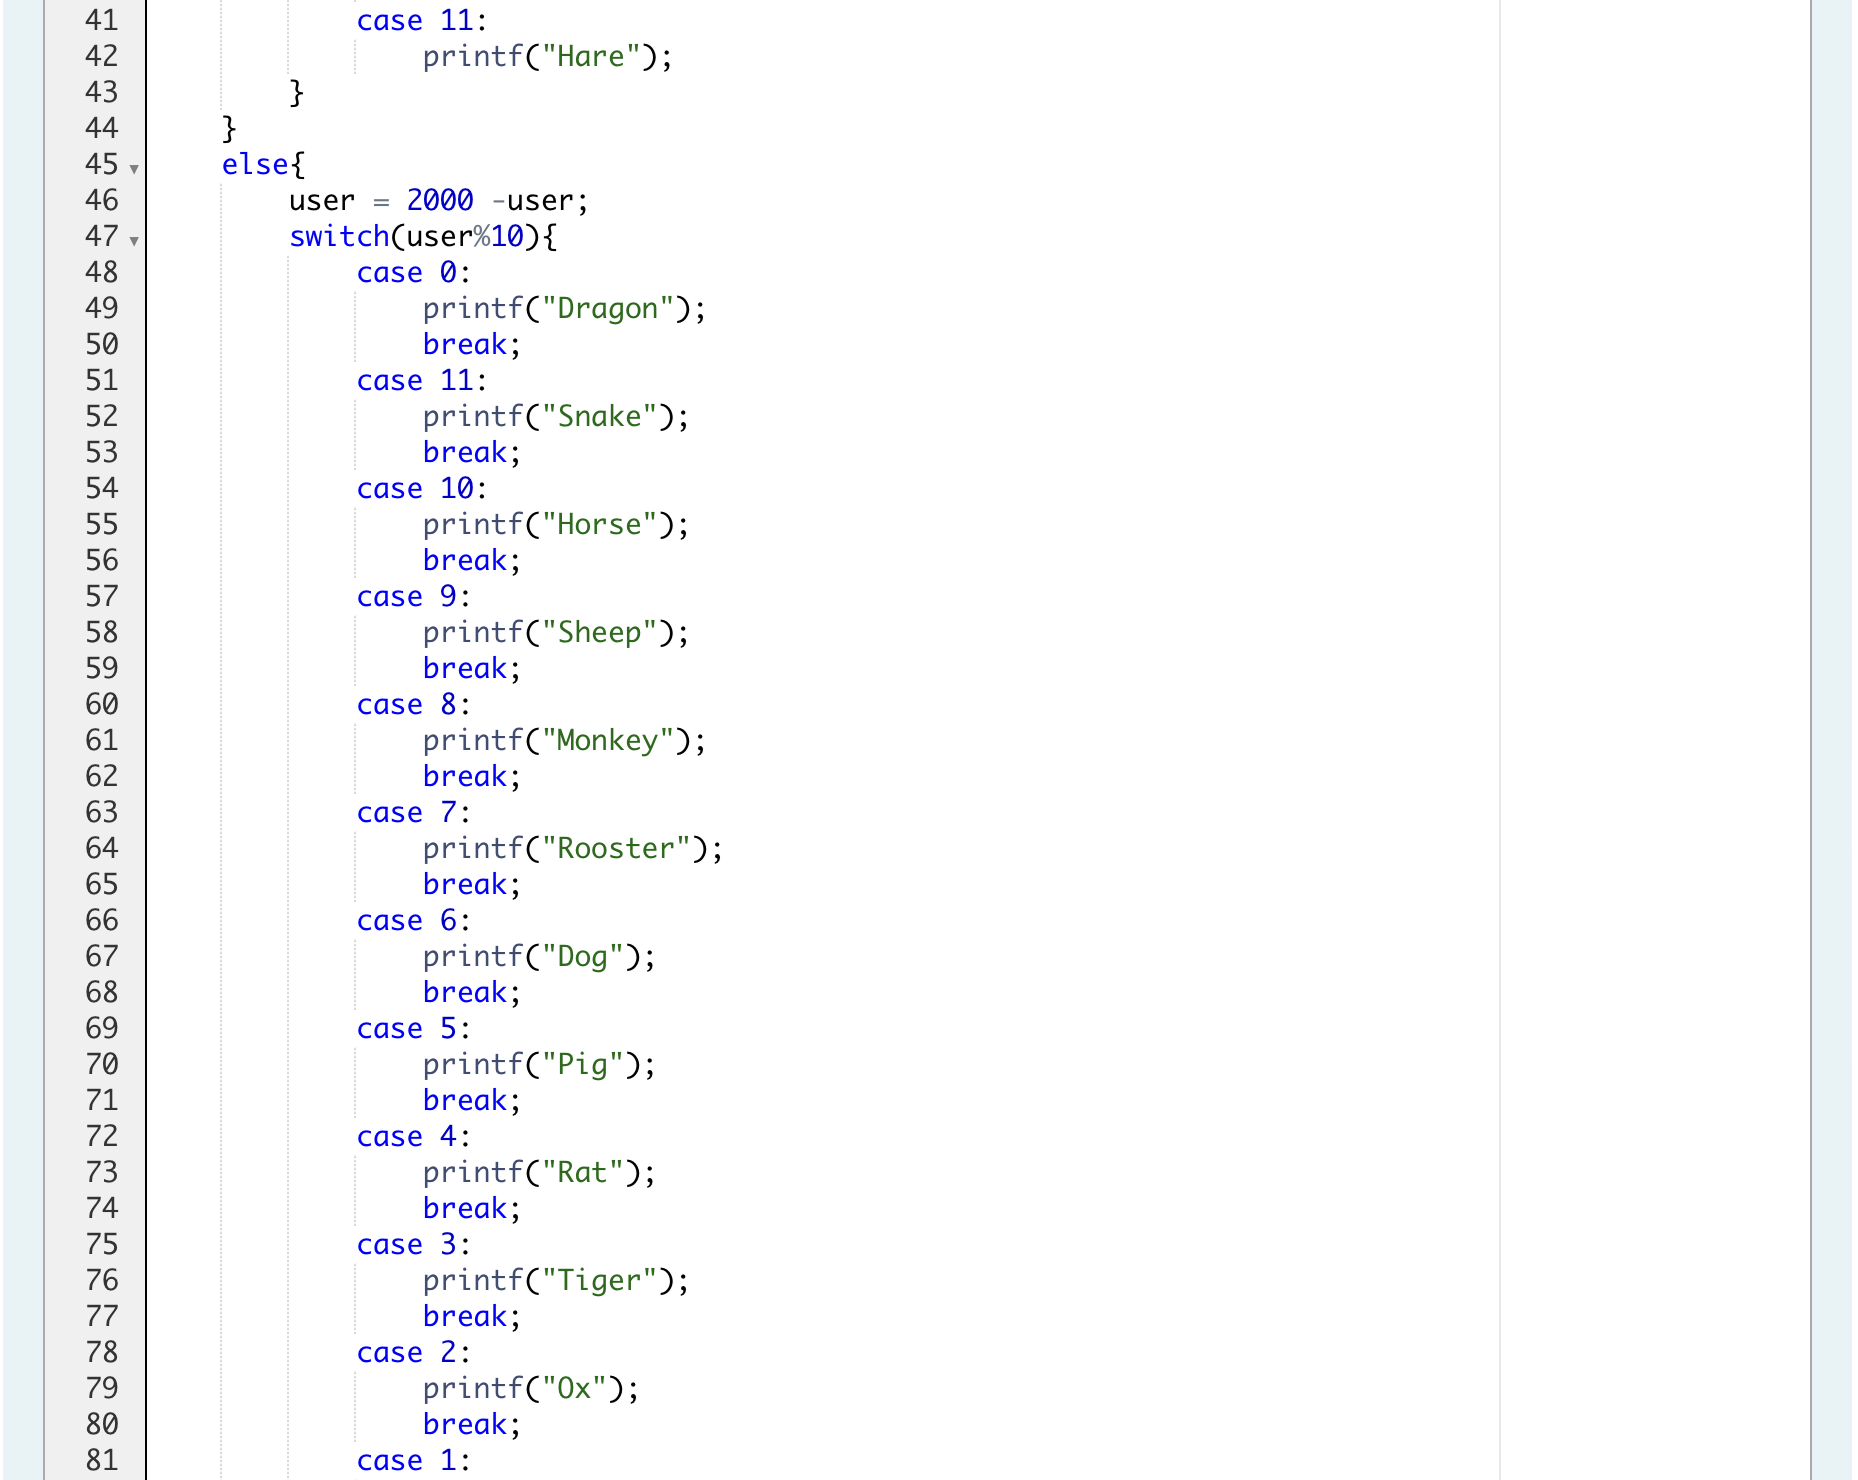 41 case 11:
42 printf("Hare");
43 }
44 }
45 else{
46 user = 2000 -user;
47 switch(user%10){
48 case 0:
49 printf("Dragon");
50 break;
51 case 11:
52 printf("Snake");
53 break;
54 case 10:
55 printf("Horse");
56 break;
57 case 9:
58 printf("Sheep");
59 break;
60 case 8:
61 printf("Monkey");
62 break;
63 case 7:
64 printf("Rooster");
65 break;
66 case 6:
67 printf("Dog");
68 break;
69 case 5:
70 printf("Pig");
71 break;
72 case 4:
73 printf("Rat");
74 break;
75 case 3:
76 printf("Tiger");
77 break;
78 case 2:
79 printf("Ox");
80 break;
81 case 1: